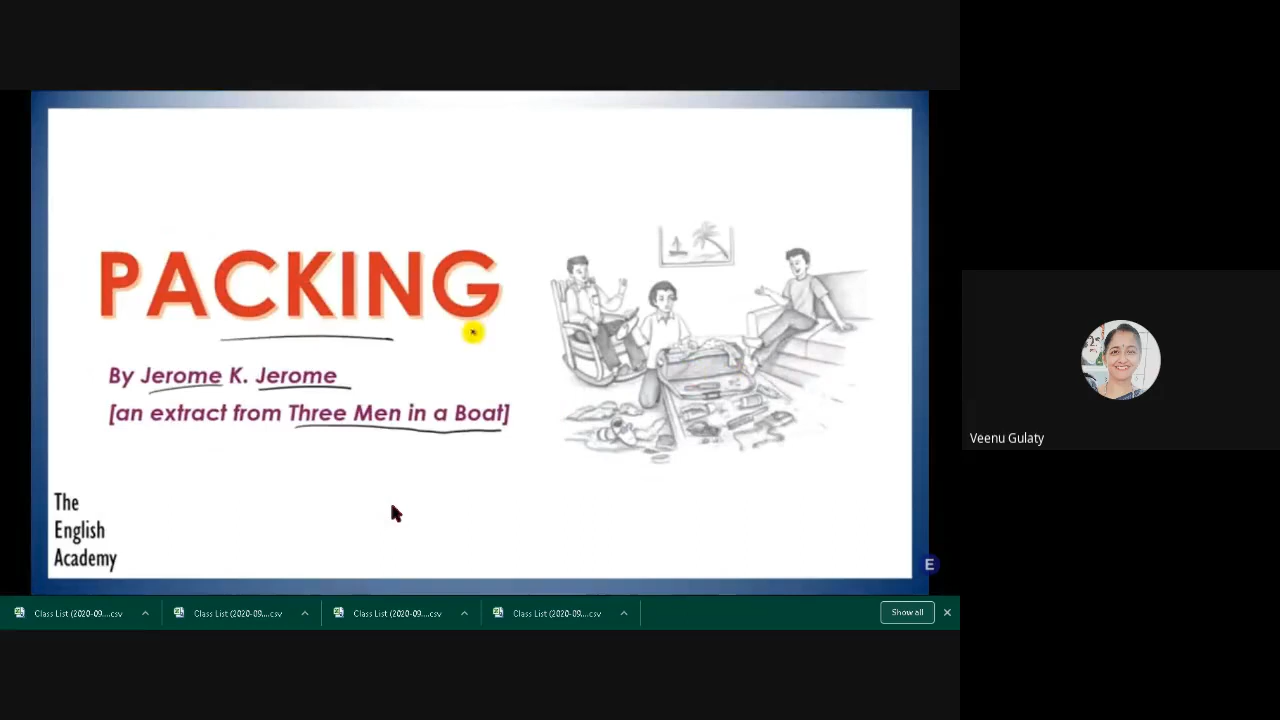 PACKING
By Jerome K. Jerome
[an extract from Three Men in a Boat]
The
English
Academy
E
Class List (2020-09....csv
Class List (2020-09....csv
Class List (2020-09....csv
Class List (2020-09....csv
Show all
Veenu Gulaty